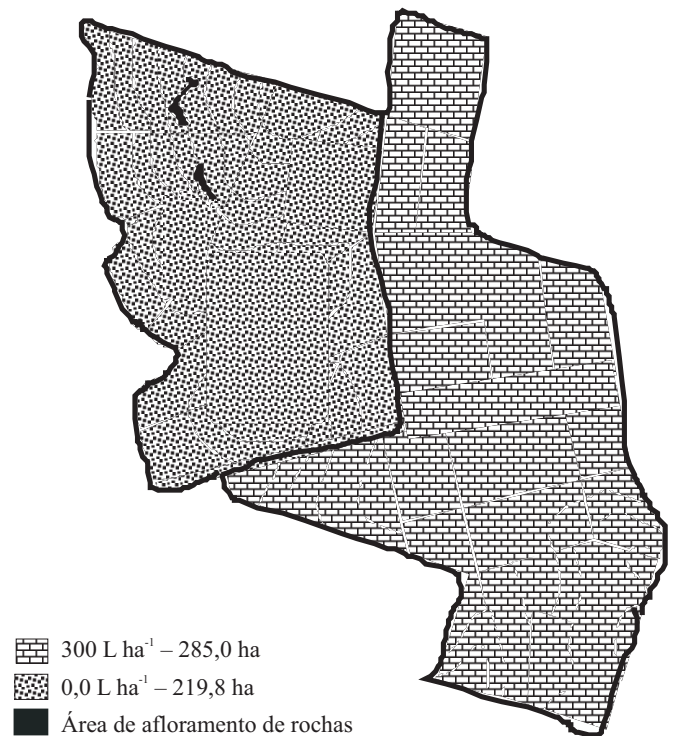 300 L ha⁻¹ – 285,0 ha
0,0 L ha⁻¹ – 219,8 ha
Área de afloramento de rochas